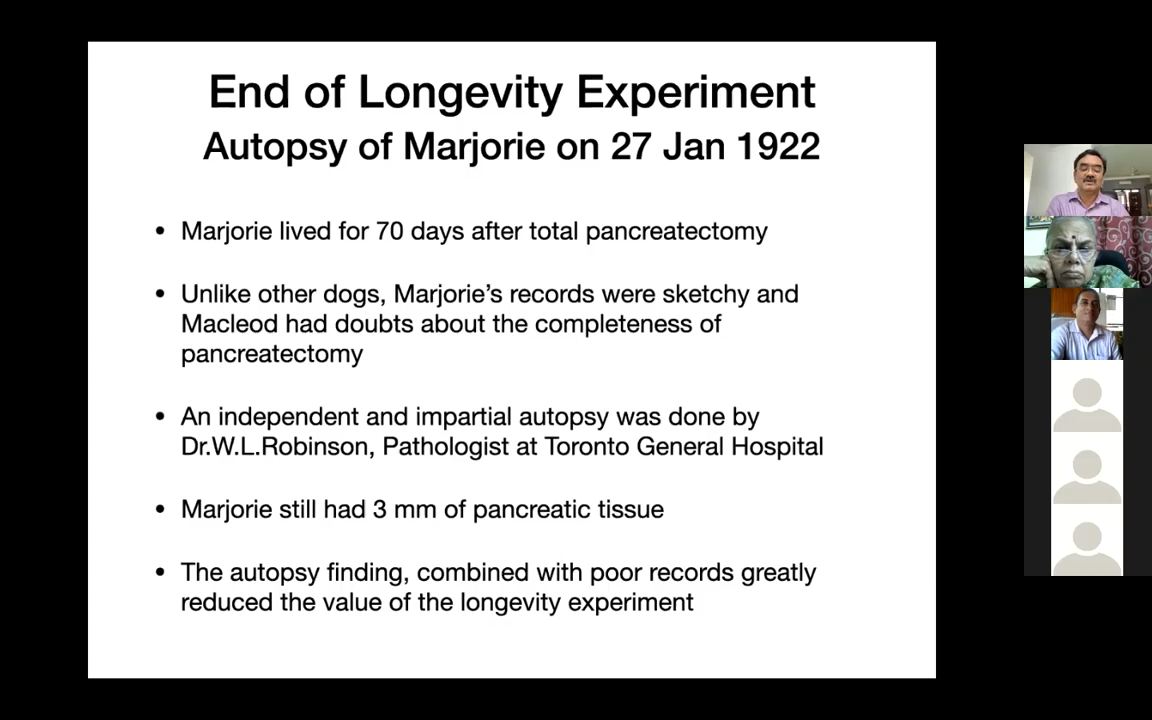 End of Longevity Experiment
Autopsy of Marjorie on 27 Jan 1922
• Marjorie lived for 70 days after total pancreatectomy
• Unlike other dogs, Marjorie’s records were sketchy and
Macleod had doubts about the completeness of
pancreatectomy
• An independent and impartial autopsy was done by
Dr.W.L.Robinson, Pathologist at Toronto General Hospital
• Marjorie still had 3 mm of pancreatic tissue
• The autopsy finding, combined with poor records greatly
reduced the value of the longevity experiment